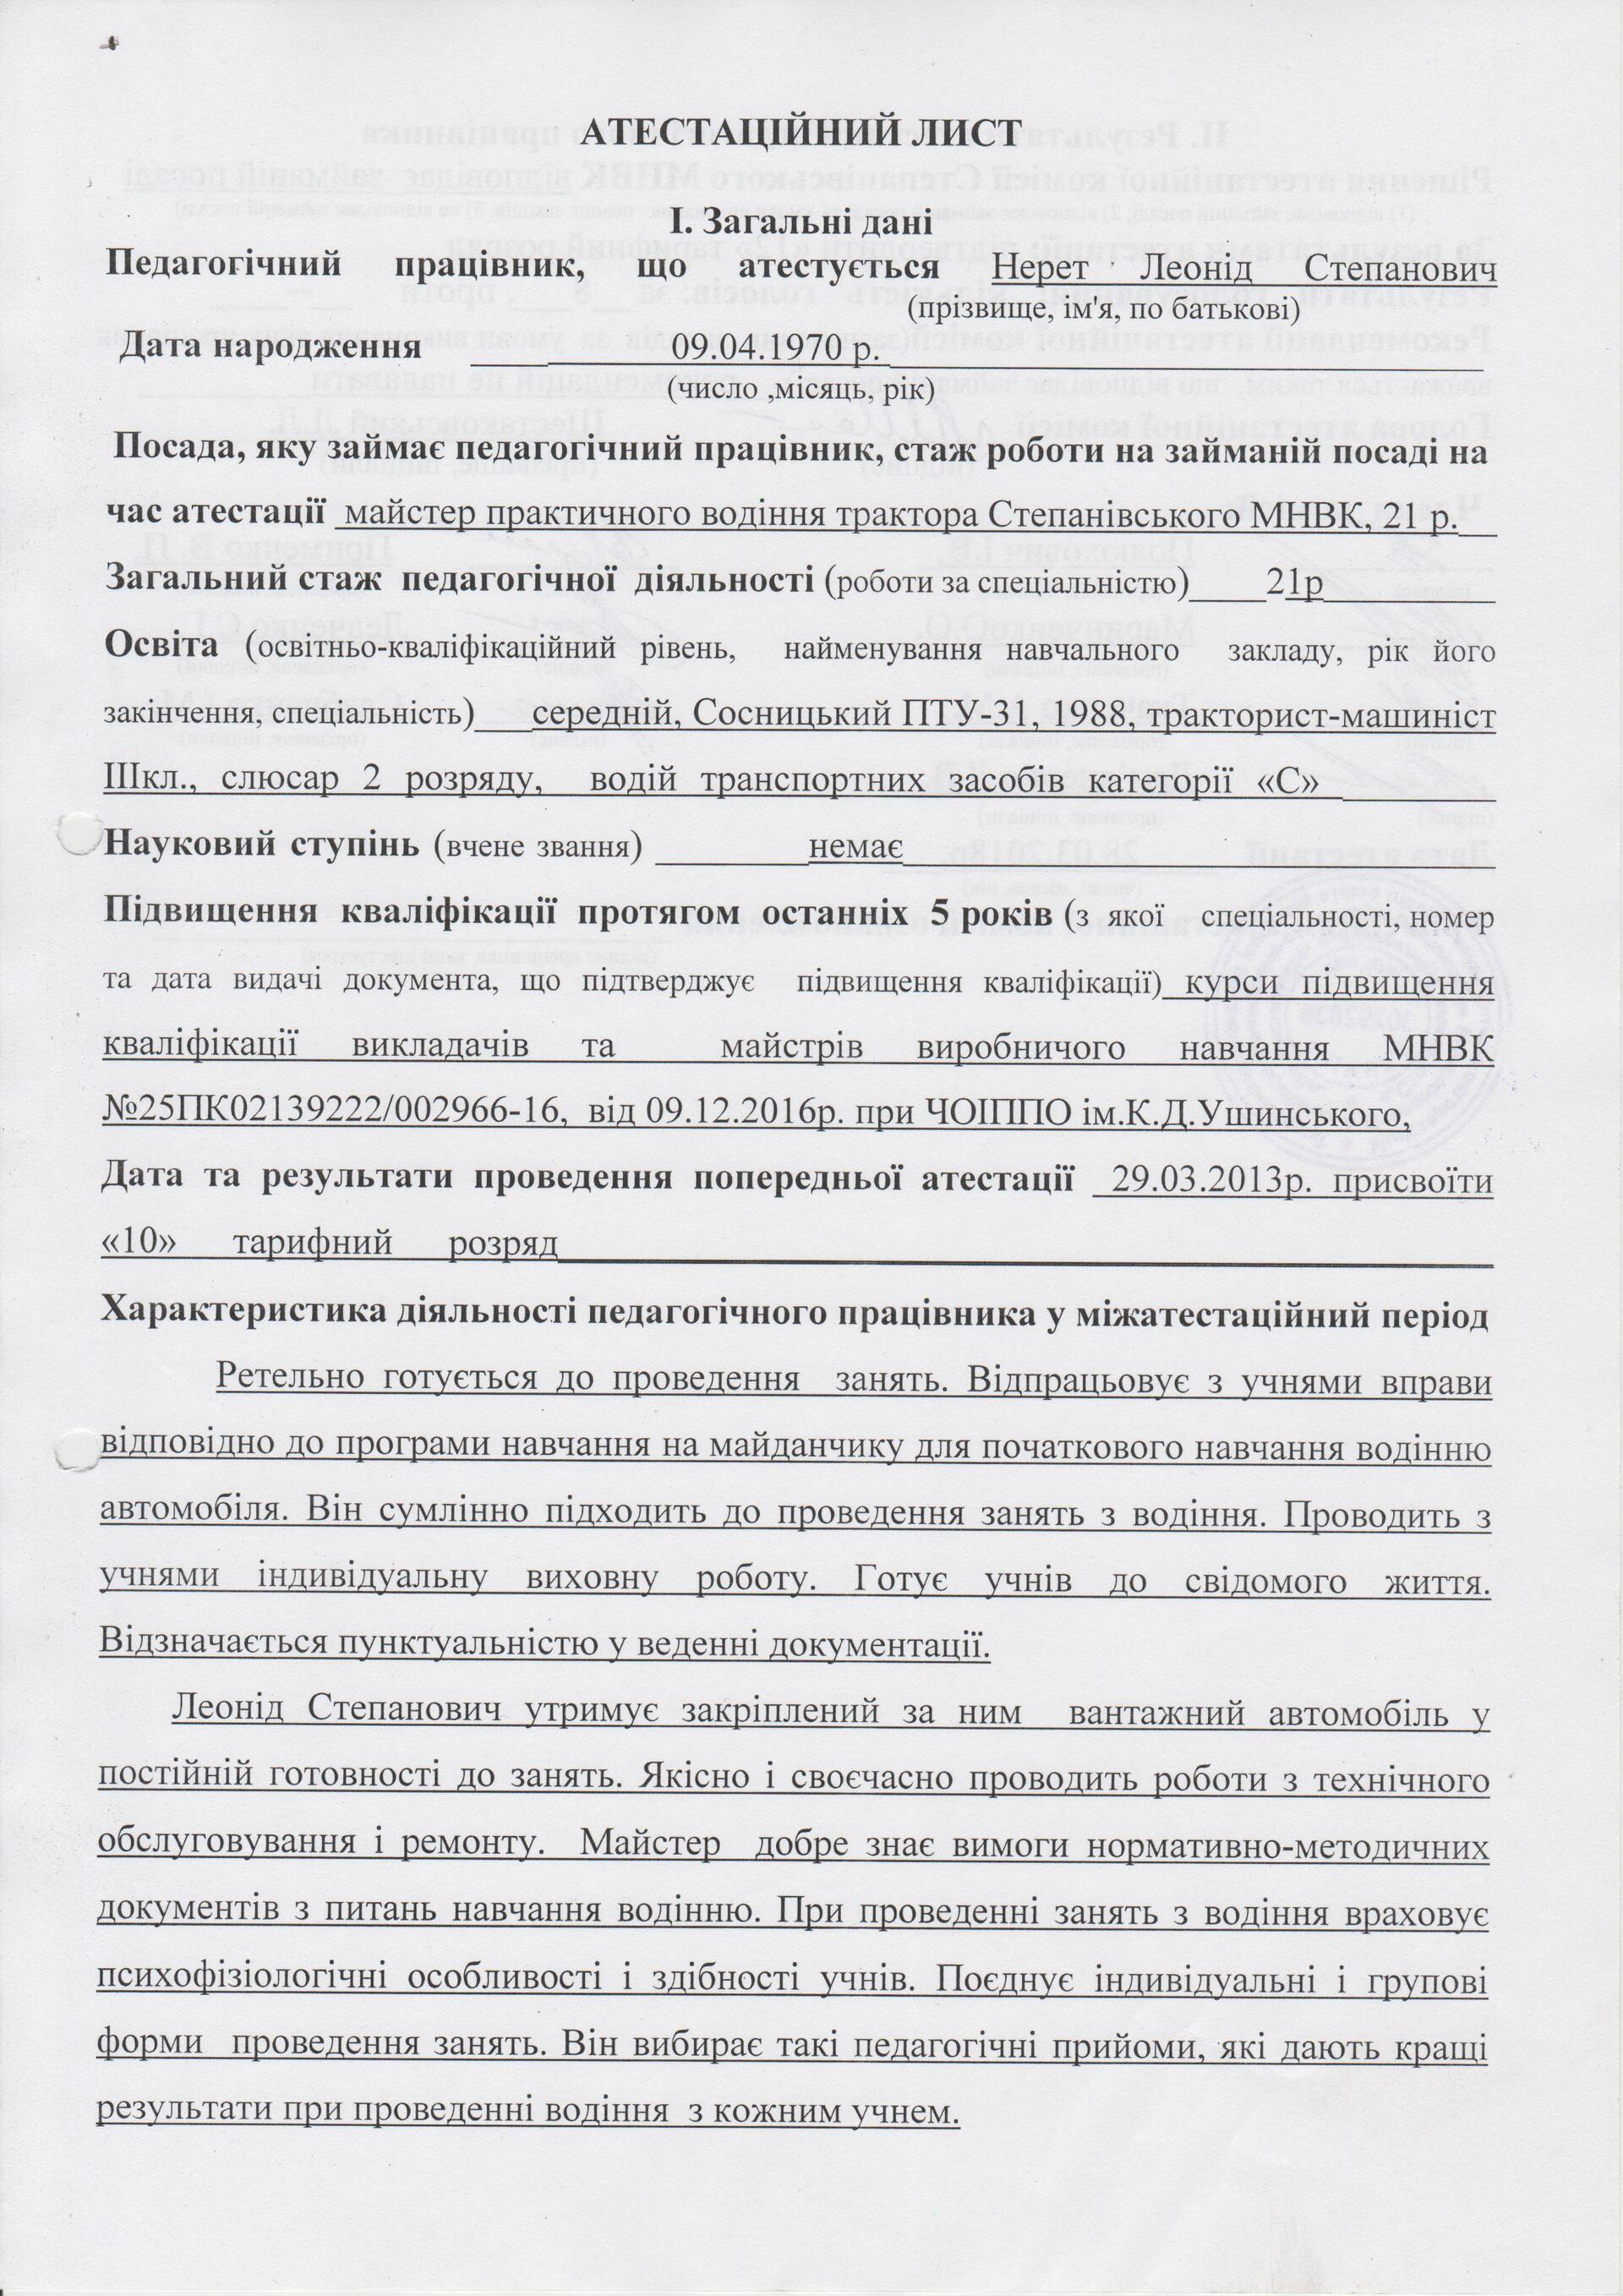 АТЕСТАЦІЙНИЙ ЛИСТ
І. Загальні дані
Педагогічний працівник, що атестується Нерет Леонід Степанович
(прізвище, ім'я, по батькові)
Дата народження 09.04.1970 р.
(число ,місяць, рік)
Посада, яку займає педагогічний працівник, стаж роботи на займаній посаді на
час атестації майстер практичного водіння трактора Степанівського МНВК, 21 р.
Загальний стаж педагогічної діяльності (роботи за спеціальністю) 21р
Освіта (освітньо-кваліфікаційний рівень, найменування навчального закладу, рік його
закінчення, спеціальність) середній, Сосницький ПТУ-31, 1988, тракторист-машиніст
ІІІкл., слюсар 2 розряду, водій транспортних засобів категорії «С»
Науковий ступінь (вчене звання) немає
Підвищення кваліфікації протягом останніх 5 років (з якої спеціальності, номер
та дата видачі документа, що підтверджує підвищення кваліфікації) курси підвищення
кваліфікації викладачів та майстрів виробничого навчання МНВК
№25ПК02139222/002966-16, від 09.12.2016р. при ЧОІППО ім.К.Д.Ушинського,
Дата та результати проведення попередньої атестації 29.03.2013р. присвоїти
«10» тарифний розряд
Характеристика діяльності педагогічного працівника у міжатестаційний період
Ретельно готується до проведення занять. Відпрацьовує з учнями вправи
відповідно до програми навчання на майданчику для початкового навчання водінню
автомобіля. Він сумлінно підходить до проведення занять з водіння. Проводить з
учнями індивідуальну виховну роботу. Готує учнів до свідомого життя.
Відзначається пунктуальністю у веденні документації.
Леонід Степанович утримує закріплений за ним вантажний автомобіль у
постійній готовності до занять. Якісно і своєчасно проводить роботи з технічного
обслуговування і ремонту. Майстер добре знає вимоги нормативно-методичних
документів з питань навчання водінню. При проведенні занять з водіння враховує
психофізіологічні особливості і здібності учнів. Поєднує індивідуальні і групові
форми проведення занять. Він вибирає такі педагогічні прийоми, які дають кращі
результати при проведенні водіння з кожним учнем.